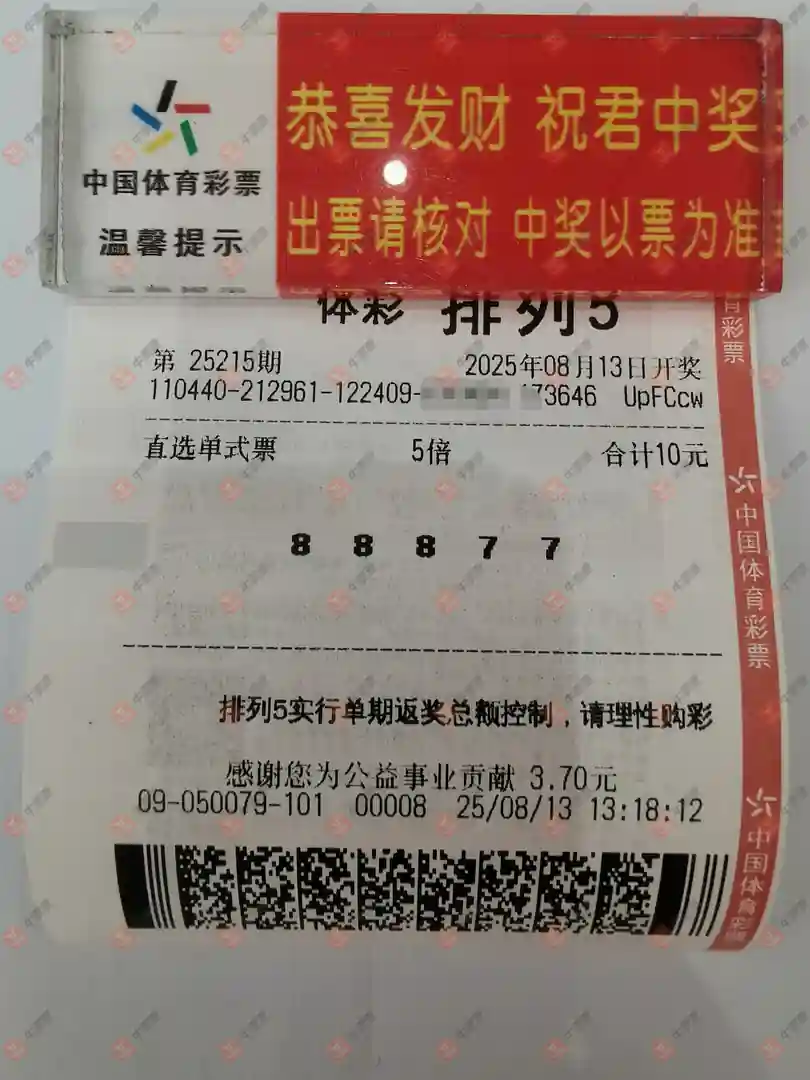 恭喜发财 祝君中奖
中国体育彩票
温馨提示
出票请核对 中奖以票为准
体彩 排列5
第 25215期 2025年08月13日开奖
110440-212961-122409- 73646 UpFCcw
直选单式票 5倍 合计10元
8 8 8 7 7
排列5实行单期返奖总额控制，请理性购彩
感谢您为公益事业贡献 3.70元
09-050079-101 00008 25/08/13 13:18:12
育彩票
中国体育彩票
中国体育彩票